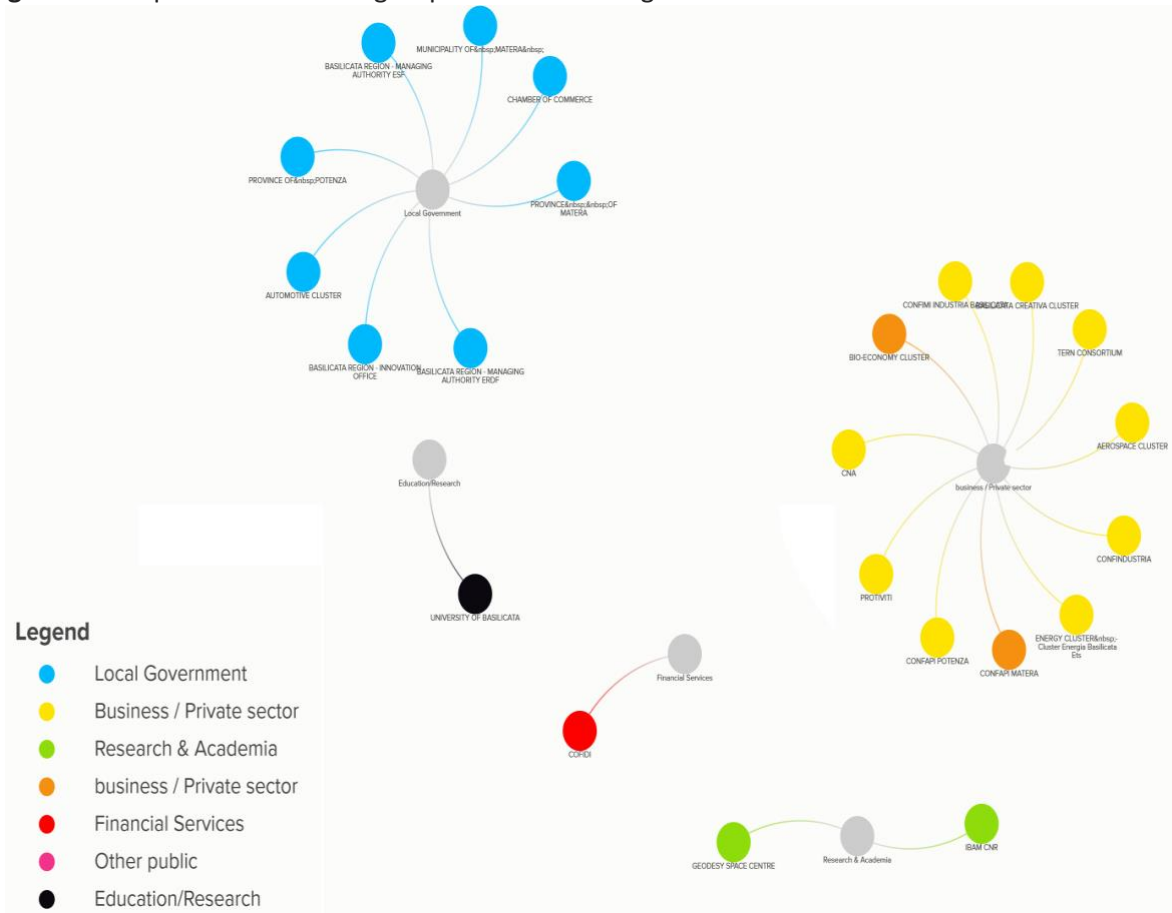 MUNICIPALITY OF&nbsp;MATERA&nbsp;
BASILICATA REGION - MANAGING
AUTHORITY ESF
CHAMBER OF COMMERCE
PROVINCE OF&nbsp;POTENZA
PROVINCE&nbsp;&nbsp;OF
MATERA
Local Government
AUTOMOTIVE CLUSTER
BASILICATA REGION - INNOVATION
OFFICE
BASILICATA REGION - MANAGING
AUTHORITY ERDF
CONFIMI INDUSTRIA
CREATIVA CLUSTER
BIO-ECONOMY CLUSTER
TERN CONSORTIUM
AEROSPACE CLUSTER
CNA
business / Private sector
CONFINDUSTRIA
PROTIVITI
ENERGY CLUSTER&nbsp;-
Cluster Energia Basilicata
Ets
CONFAPI POTENZA
CONFAPI MATERA
Education/Research
UNIVERSITY OF BASILICATA
Financial Services
COFIDI
GEODESY SPACE CENTRE
Research & Academia
IBAM CNR
Legend
Local Government
Business / Private sector
Research & Academia
business / Private sector
Financial Services
Other public
Education/Research